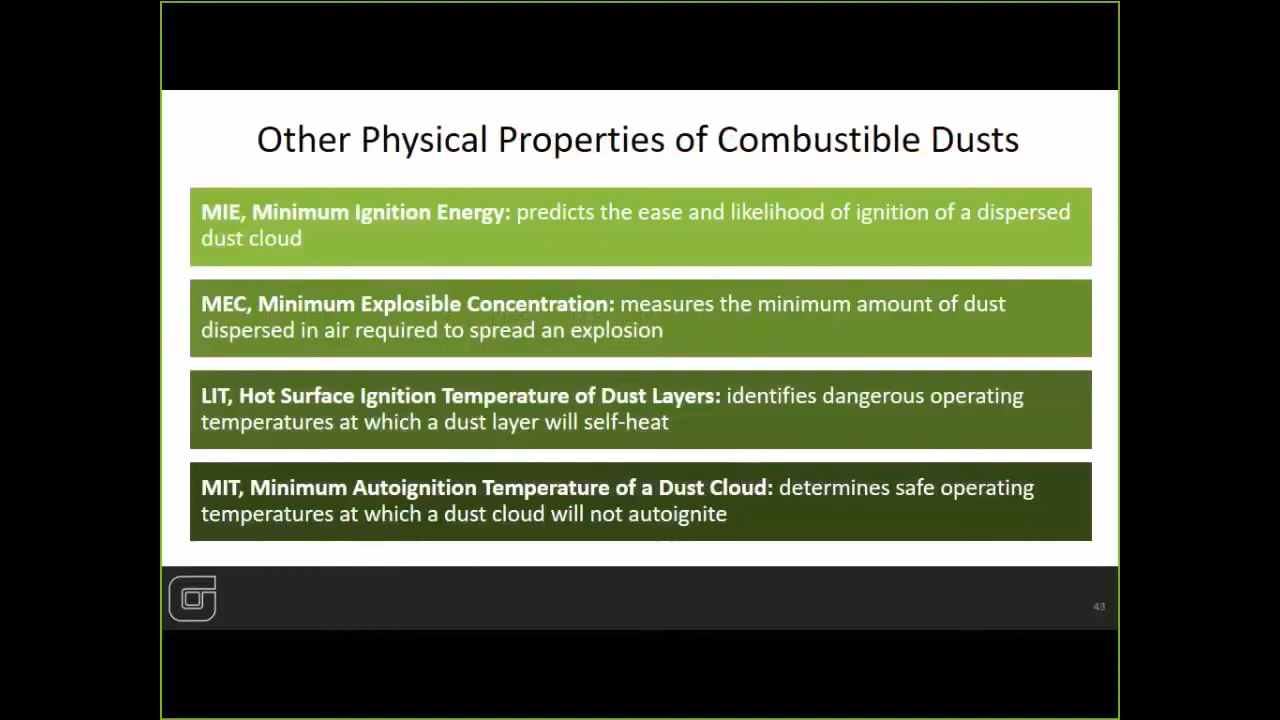 Other Physical Properties of Combustible Dusts
MIE, Minimum Ignition Energy: predicts the ease and likelihood of ignition of a dispersed
dust cloud
MEC, Minimum Explosible Concentration: measures the minimum amount of dust
dispersed in air required to spread an explosion
LIT, Hot Surface Ignition Temperature of Dust Layers: identifies dangerous operating
temperatures at which a dust layer will self-heat
MIT, Minimum Autoignition Temperature of a Dust Cloud: determines safe operating
temperatures at which a dust cloud will not autoignite
43